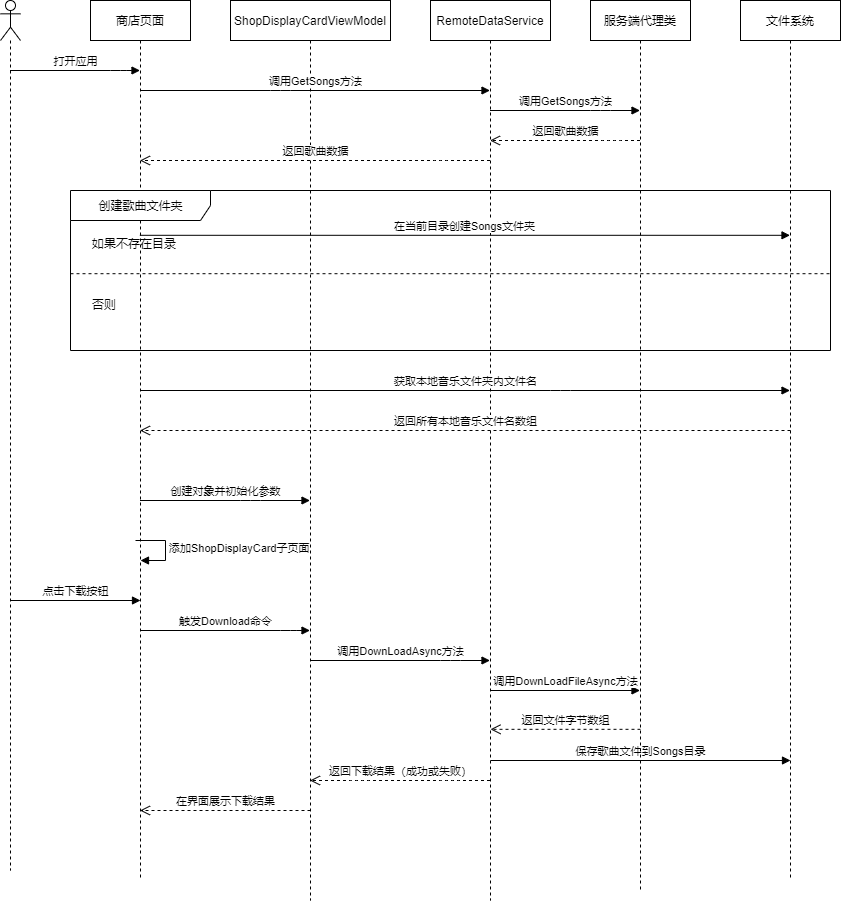 商店页面
ShopDisplayCardViewModel
RemoteDataService
服务端代理类
文件系统
打开应用
调用GetSongs方法
调用GetSongs方法
返回歌曲数据
返回歌曲数据
创建歌曲文件夹
在当前目录创建Songs文件夹
如果不存在目录
否则
获取本地音乐文件夹内文件名
返回所有本地音乐文件名数组
创建对象并初始化参数
添加ShopDisplayCard子页面
点击下载按钮
触发Download命令
调用DownLoadAsync方法
调用DownLoadFileAsync方法
返回文件字节数组
保存歌曲文件到Songs目录
返回下载结果（成功或失败）
在界面展示下载结果